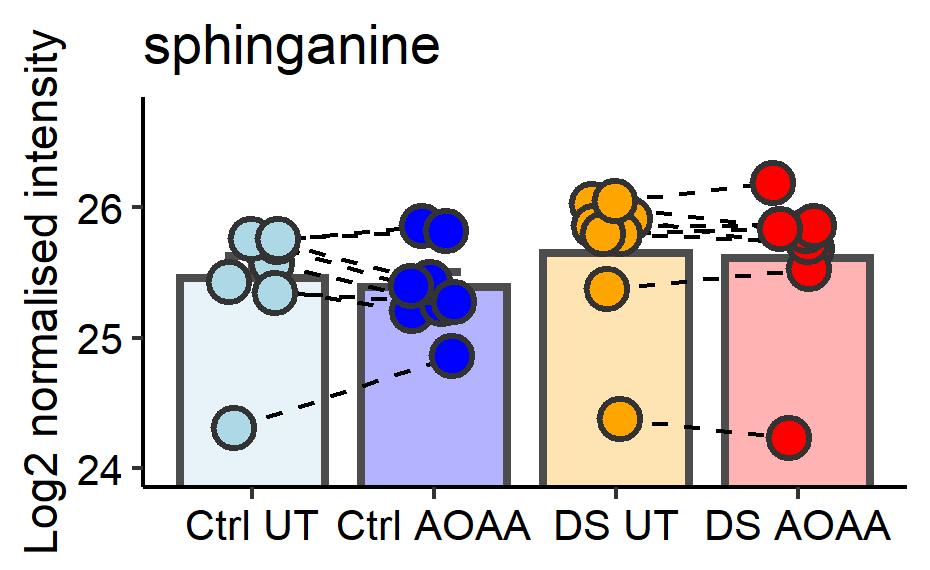 sphinganine
Log2 normalised intensity
26
25
24
Ctrl UT
Ctrl AOAA
DS UT
DS AOAA